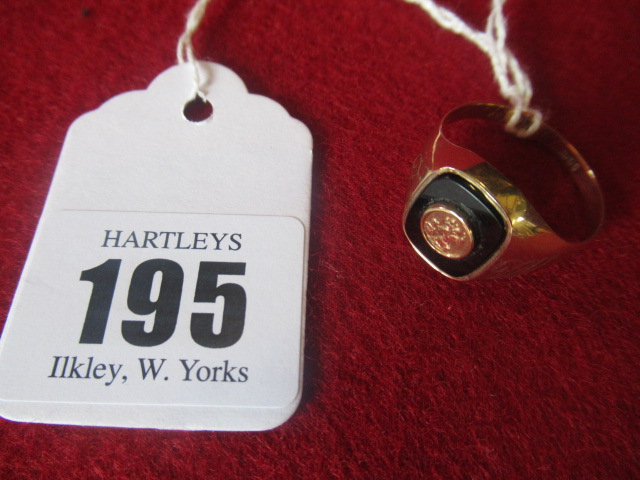 HARTLEYS
195
Ilkley, W. Yorks